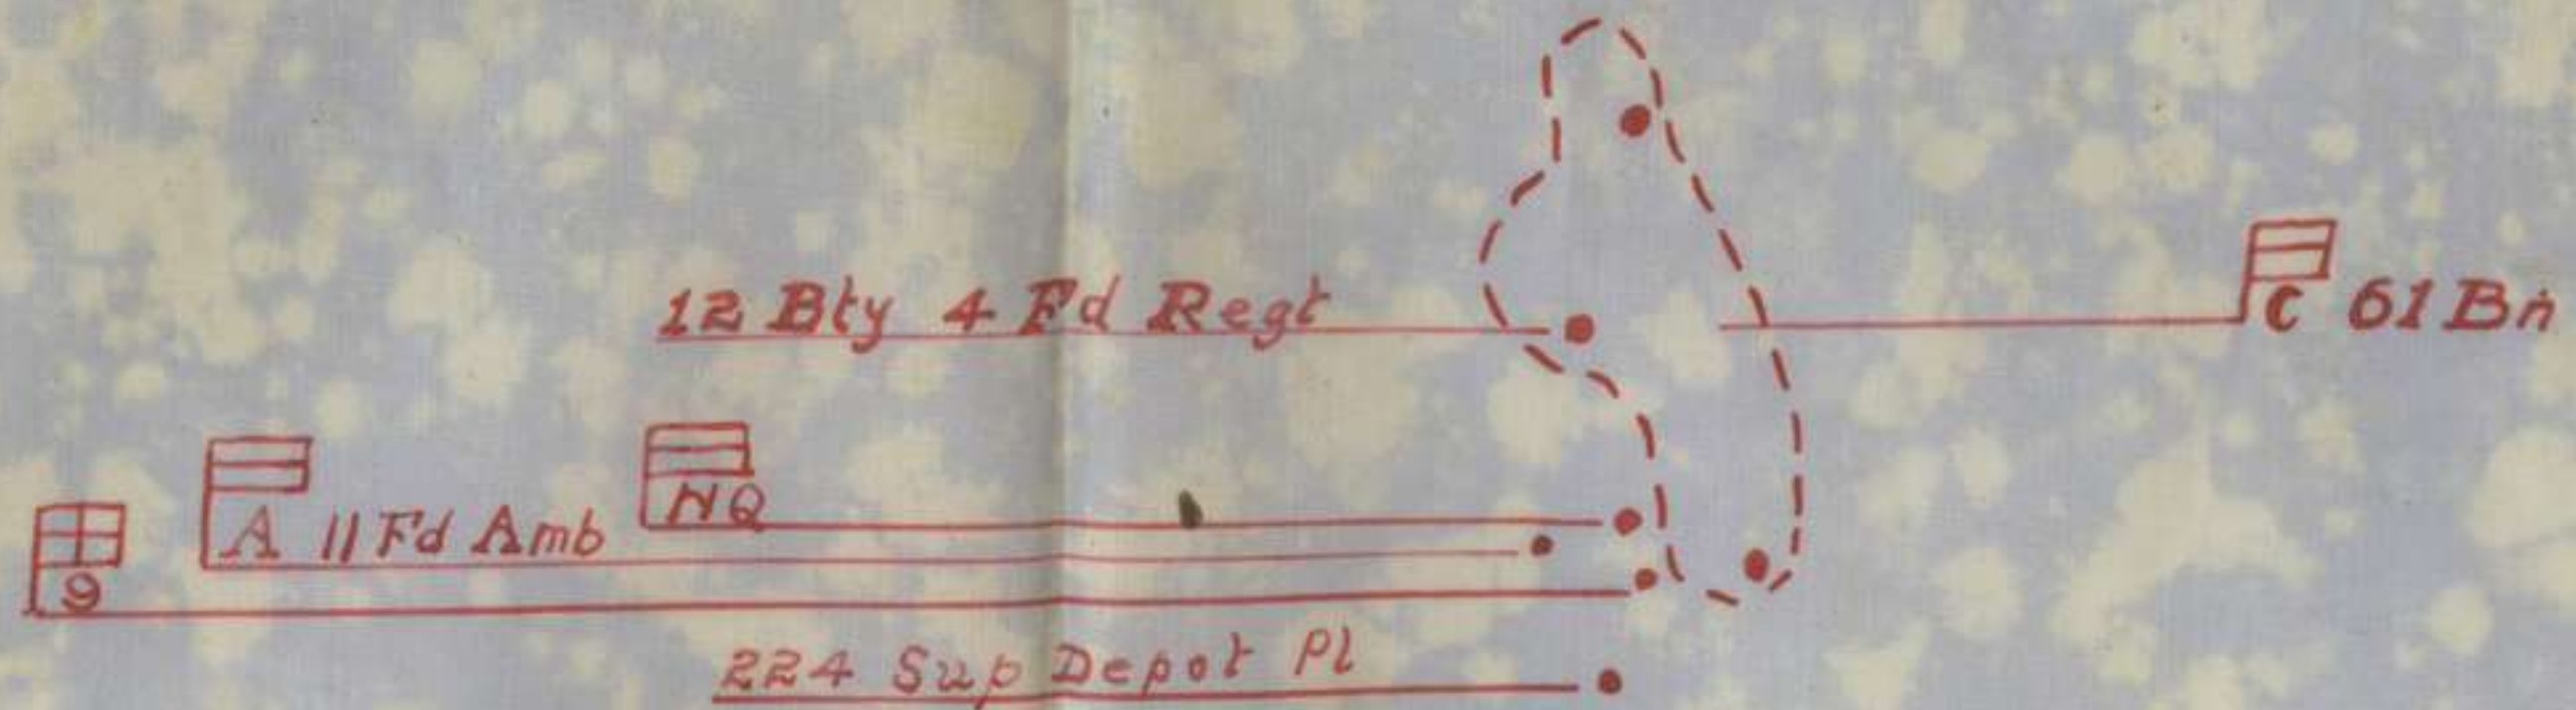 12 Bty 4 Fd Regt
C 61 Bn
HQ
A 11 Fd Amb
9
224 Sup Depot Pl